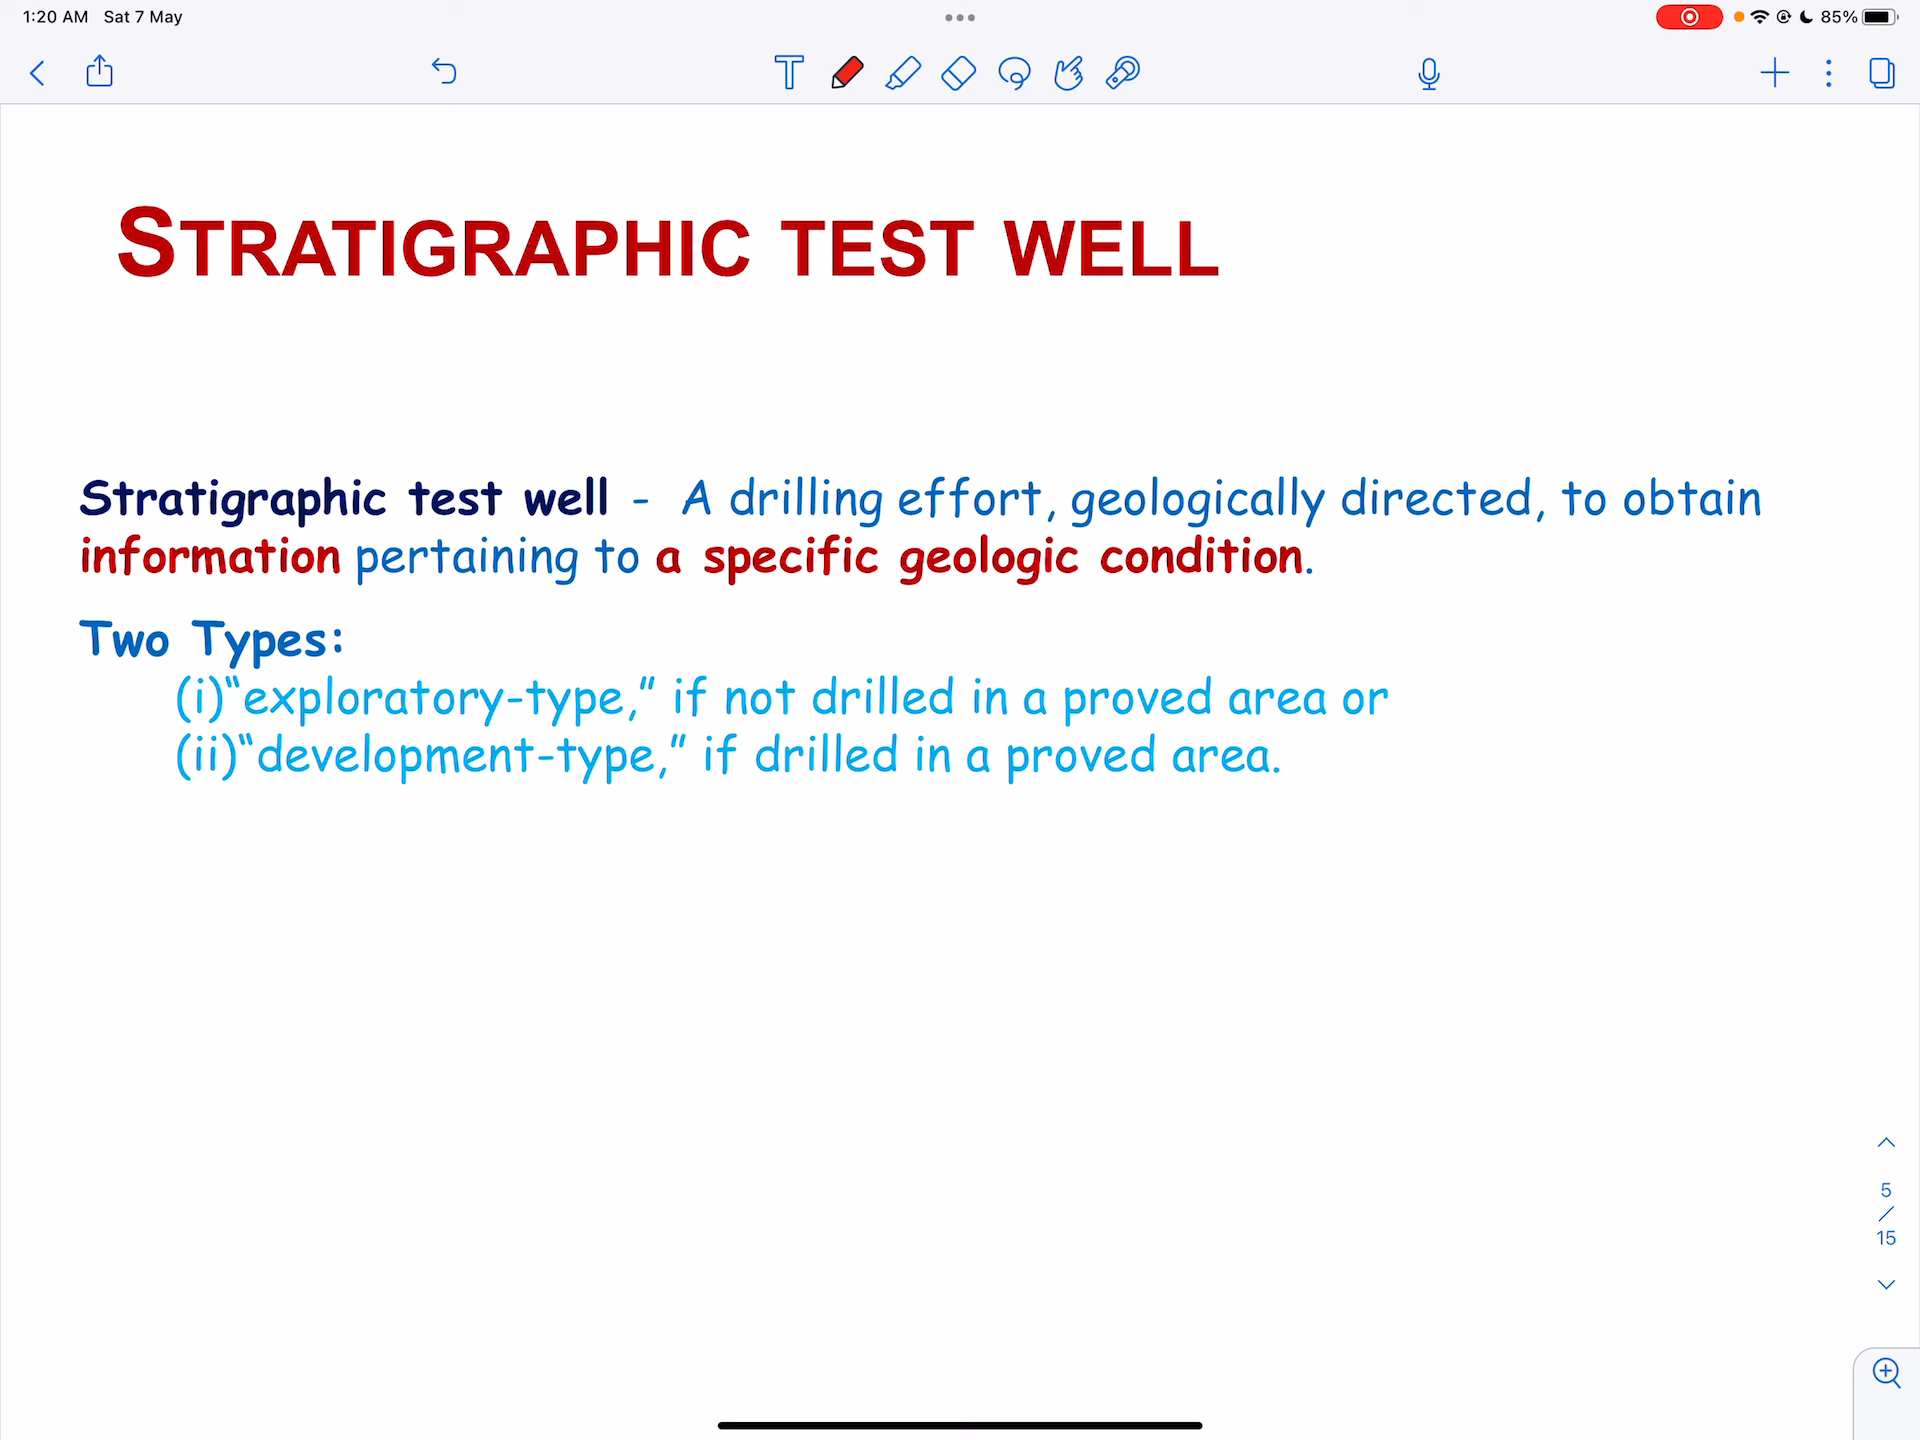 1:20 AM Sat 7 May
85%
STRATIGRAPHIC TEST WELL
Stratigraphic test well - A drilling effort, geologically directed, to obtain
information pertaining to a specific geologic condition.
Two Types:
(i)“exploratory-type,” if not drilled in a proved area or
(ii)“development-type,” if drilled in a proved area.
5
/
15